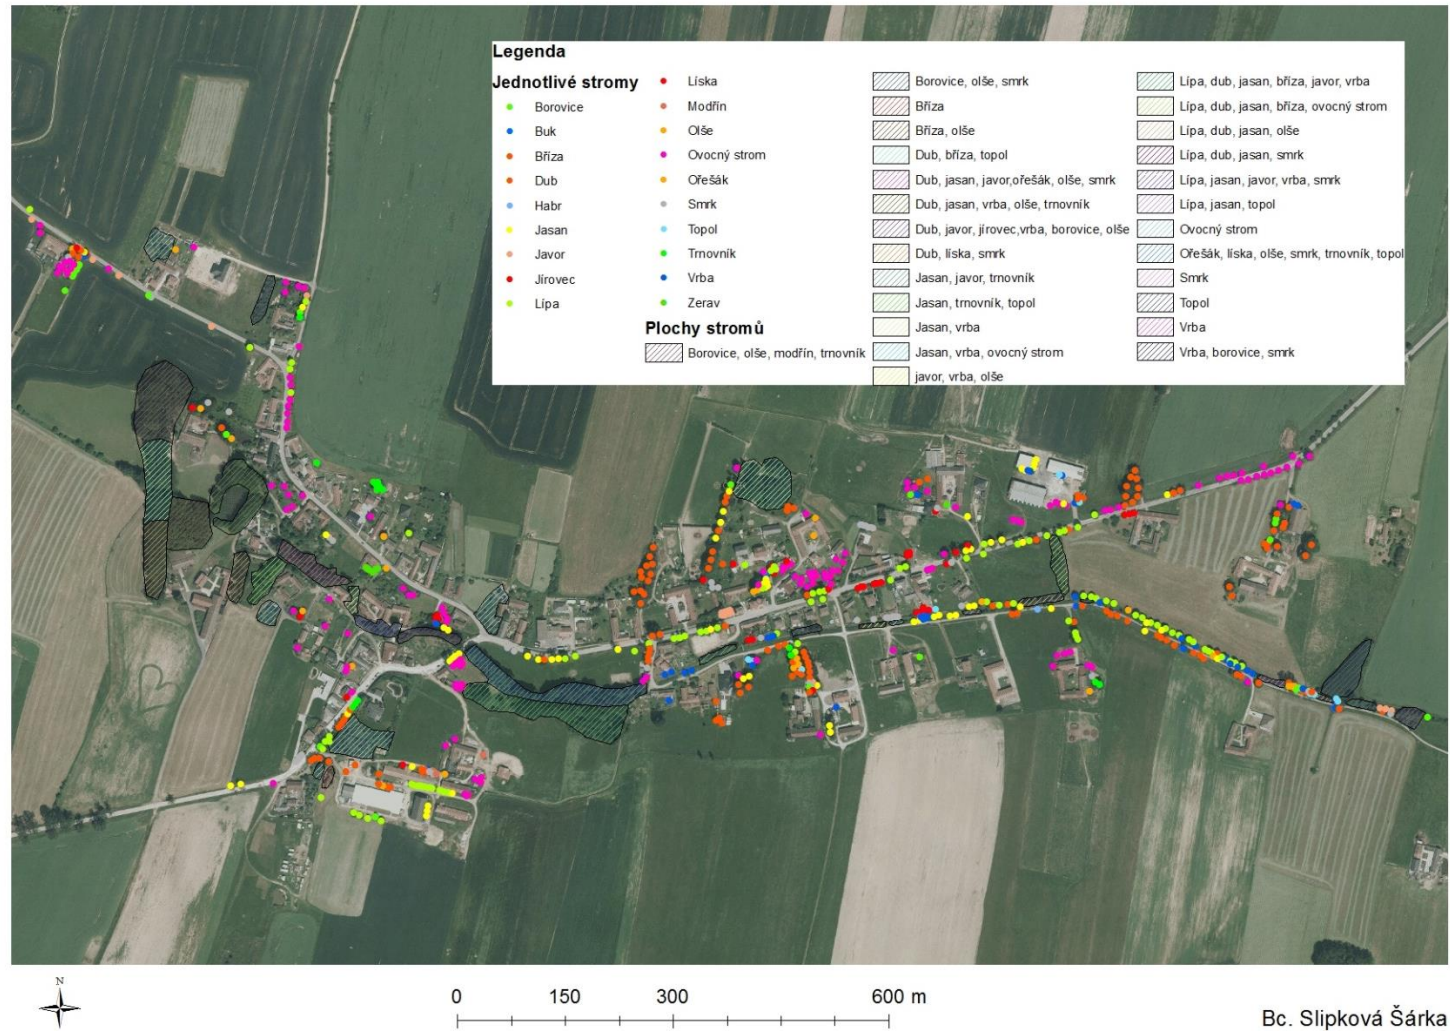 Legenda
Jednotlivé stromy
Borovice
Buk
Bříza
Dub
Habr
Jasan
Javor
Jírovec
Lípa
Líska
Modřín
Olše
Ovocný strom
Ořešák
Smrk
Topol
Trnovník
Vrba
Zerav
Plochy stromů
Borovice, olše, modřín, trnovník
Borovice, olše, smrk
Bříza
Bříza, olše
Dub, bříza, topol
Dub, jasan, javor,ořešák, olše, smrk
Dub, jasan, vrba, olše, trnovník
Dub, javor, jírovec,vrba, borovice, olše
Dub, líska, smrk
Jasan, javor, trnovník
Jasan, trnovník, topol
Jasan, vrba
Jasan, vrba, ovocný strom
javor, vrba, olše
Lípa, dub, jasan, bříza, javor, vrba
Lípa, dub, jasan, bříza, ovocný strom
Lípa, dub, jasan, olše
Lípa, dub, jasan, smrk
Lípa, jasan, javor, vrba, smrk
Lípa, jasan, topol
Ovocný strom
Ořešák, líska, olše, smrk, trnovník, topol
Smrk
Topol
Vrba
Vrba, borovice, smrk
N
0 150 300 600 m
Bc. Slipková Šárka